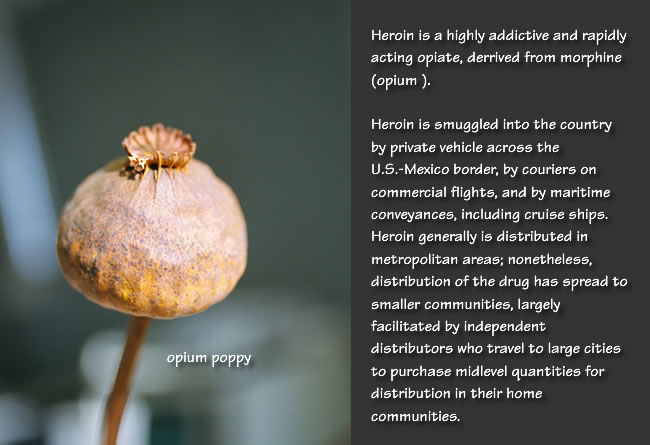 Heroin is a highly addictive and rapidly
acting opiate, derrived from morphine
(opium ).
Heroin is smuggled into the country
by private vehicle across the
U.S.-Mexico border, by couriers on
commercial flights, and by maritime
conveyances, including cruise ships.
Heroin generally is distributed in
metropolitan areas; nonetheless,
distribution of the drug has spread to
smaller communities, largely
facilitated by independent
distributors who travel to large cities
to purchase midlevel quantities for
distribution in their home
communities.
opium poppy